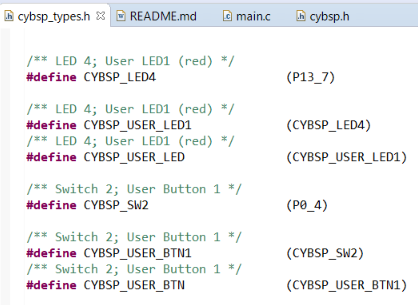 cybsp_types.h README.md main.c cybsp.h
/** LED 4; User LED1 (red) */
#define CYBSP_LED4 (P13_7)
/** LED 4; User LED1 (red) */
#define CYBSP_USER_LED1 (CYBSP_LED4)
/** LED 4; User LED1 (red) */
#define CYBSP_USER_LED (CYBSP_USER_LED1)
/** Switch 2; User Button 1 */
#define CYBSP_SW2 (P0_4)
/** Switch 2; User Button 1 */
#define CYBSP_USER_BTN1 (CYBSP_SW2)
/** Switch 2; User Button 1 */
#define CYBSP_USER_BTN (CYBSP_USER_BTN1)